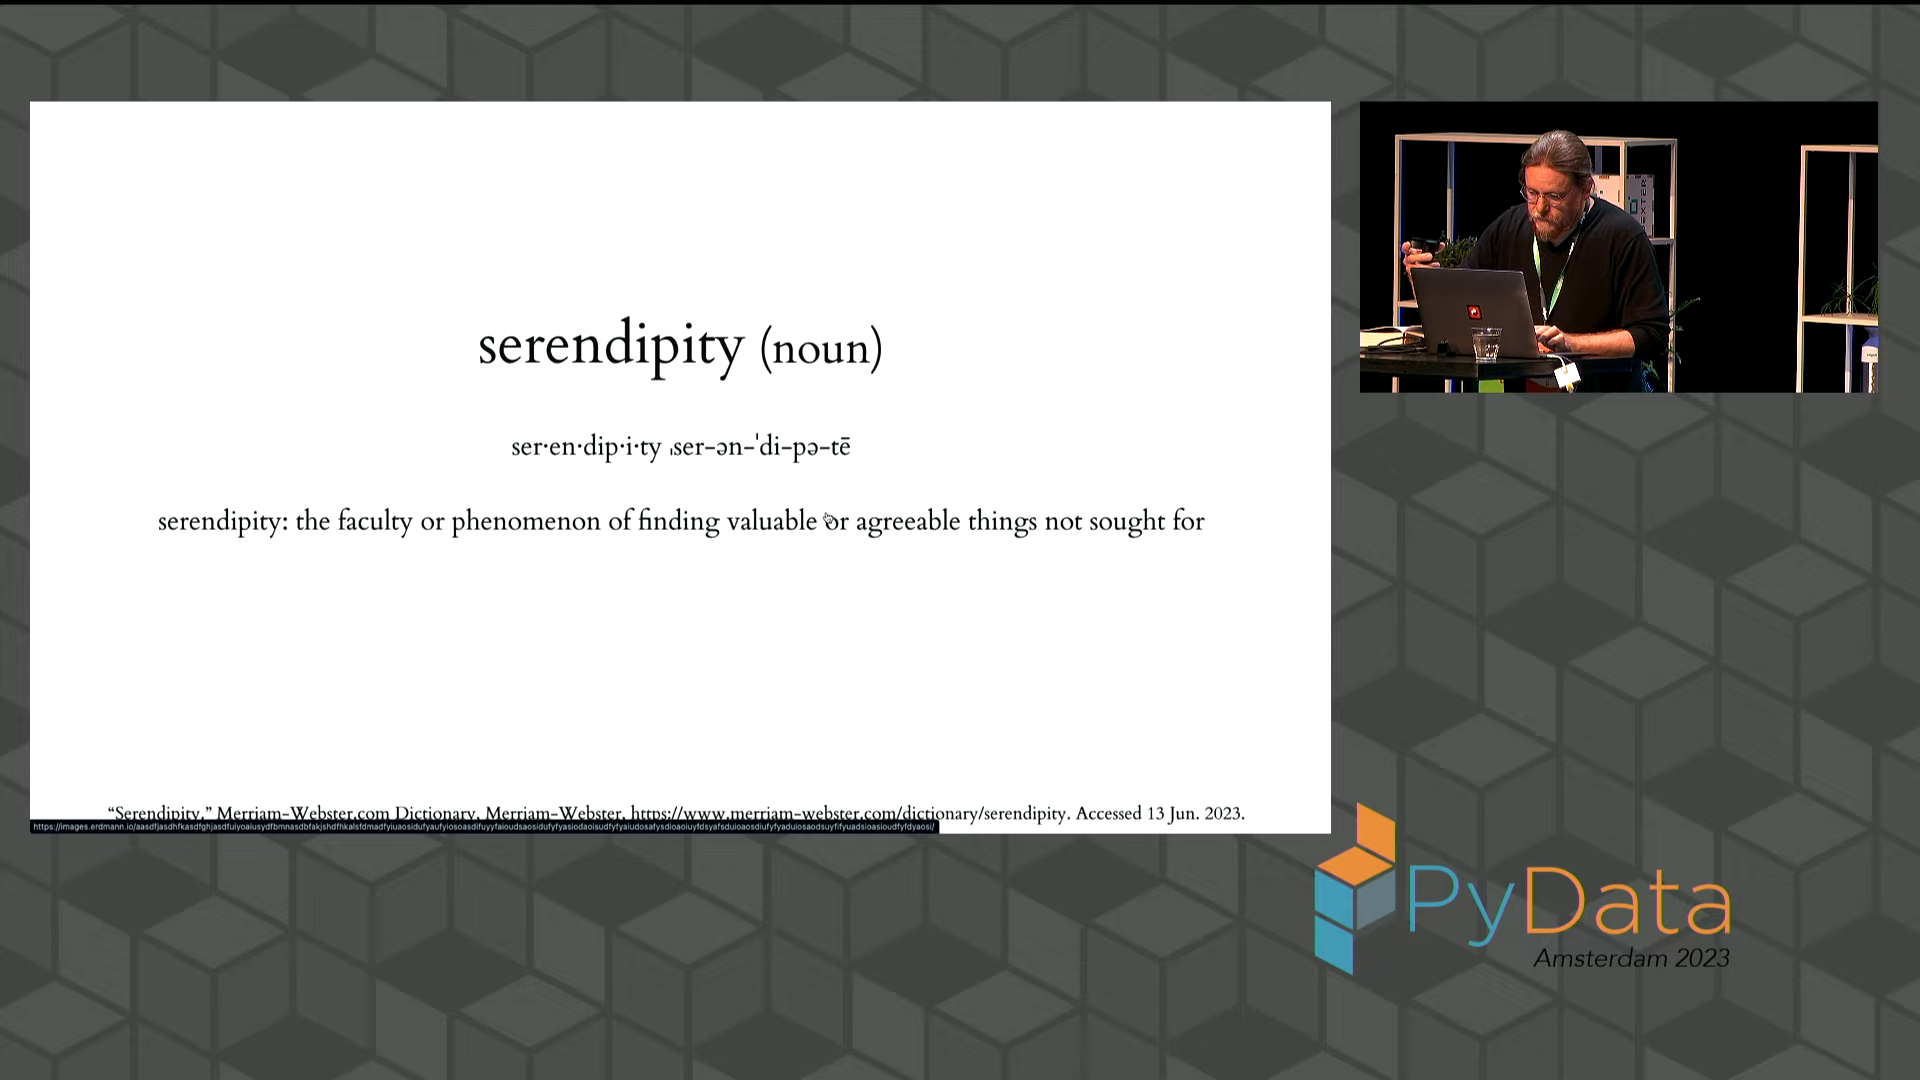 serendipity (noun)
ser·en·dip·i·ty ˌser-ən-ˈdi-pə-tē
serendipity: the faculty or phenomenon of finding valuable or agreeable things not sought for
“Serendipity.” Merriam-Webster.com Dictionary, Merriam-Webster, https://www.merriam-webster.com/dictionary/serendipity. Accessed 13 Jun. 2023.
PyData
Amsterdam 2023